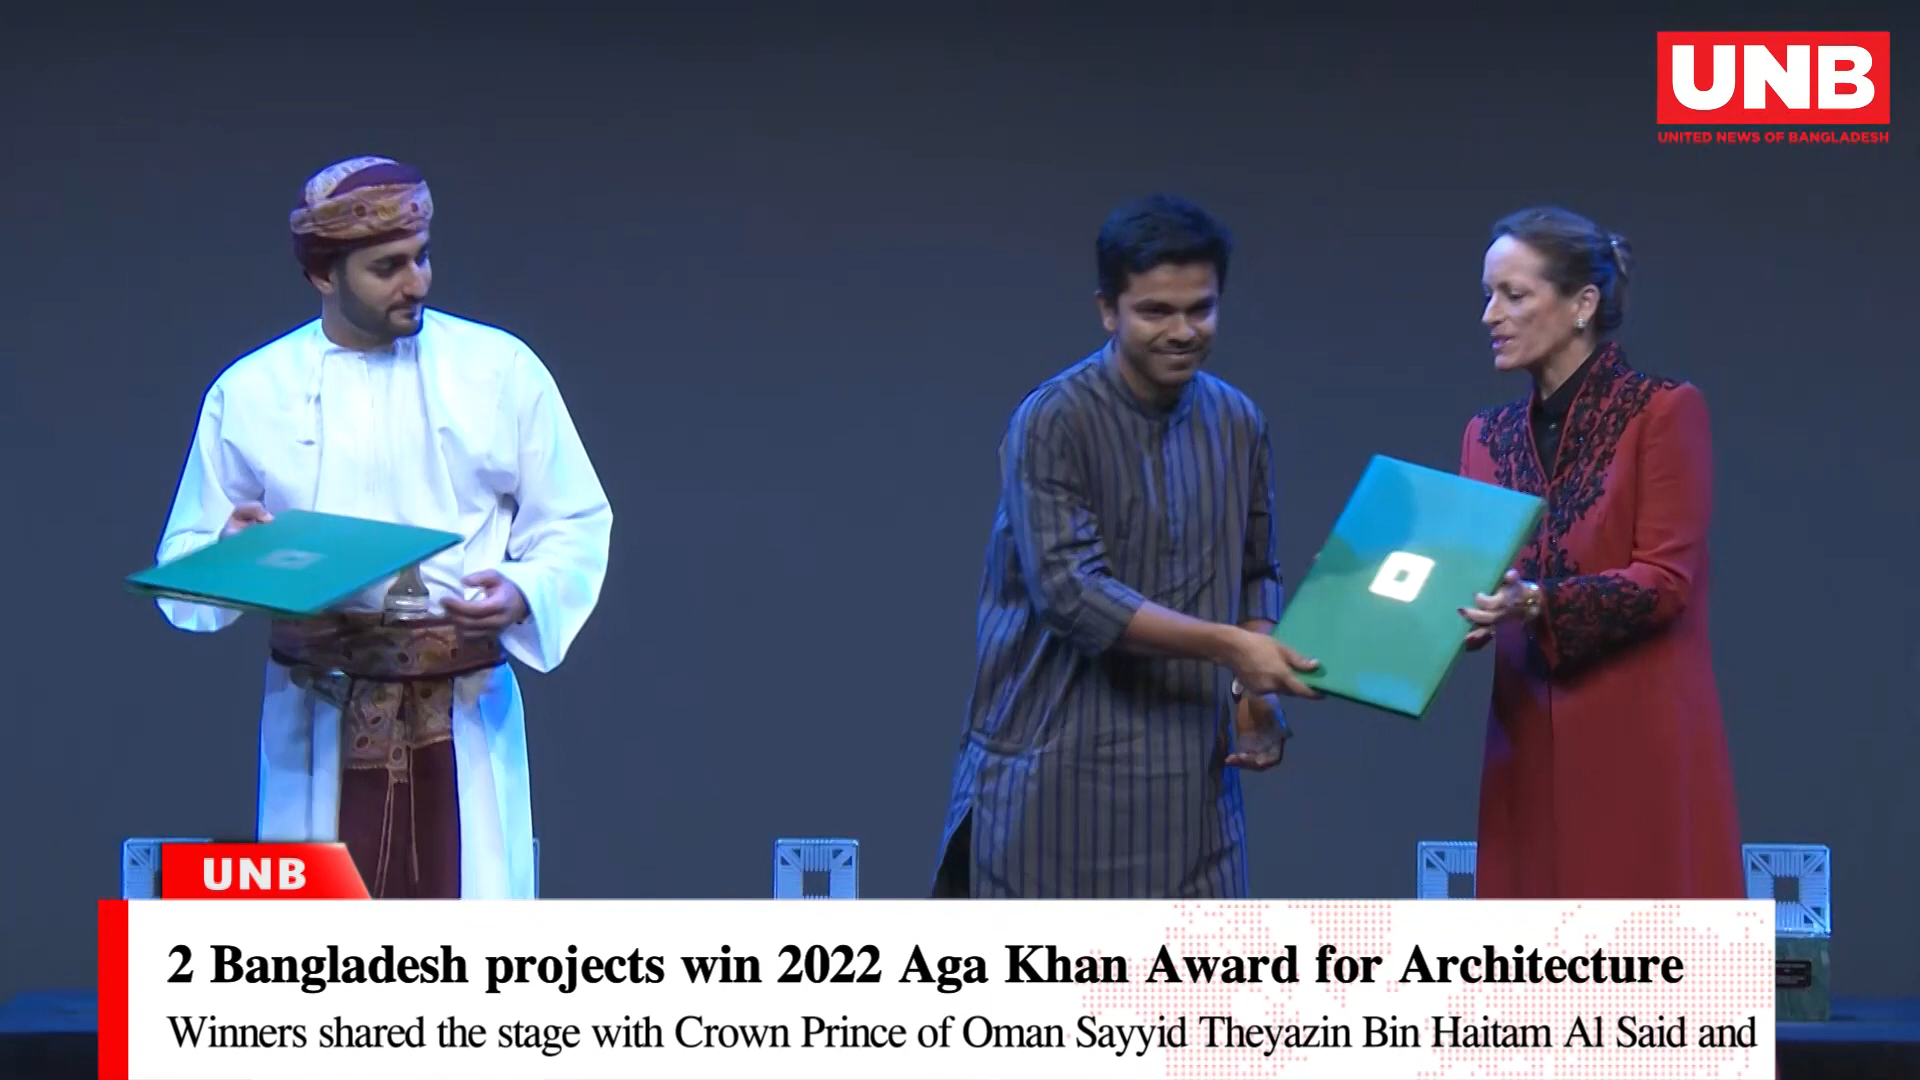 UNB
UNITED NEWS OF BANGLADESH
UNB
2 Bangladesh projects win 2022 Aga Khan Award for Architecture
Winners shared the stage with Crown Prince of Oman Sayyid Theyazin Bin Haitam Al Said and